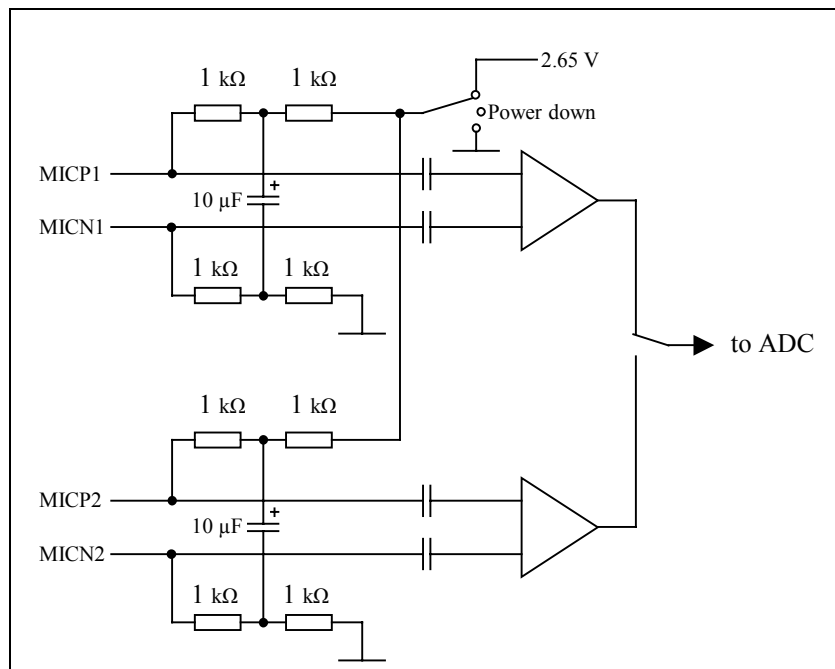 2.65 V
1 kΩ 1 kΩ
Power down
MICP1
10 µF +
MICN1
1 kΩ 1 kΩ
to ADC
1 kΩ 1 kΩ
MICP2
10 µF +
MICN2
1 kΩ 1 kΩ